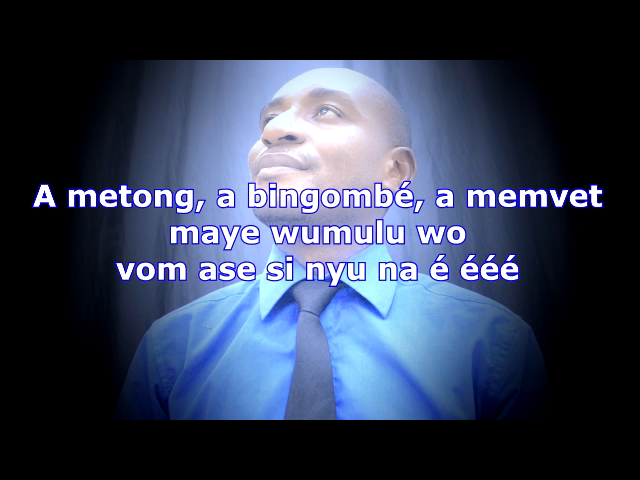 A metong, a bingombé, a memvet
maye wumulu wo
vom ase si nyu na é ééé